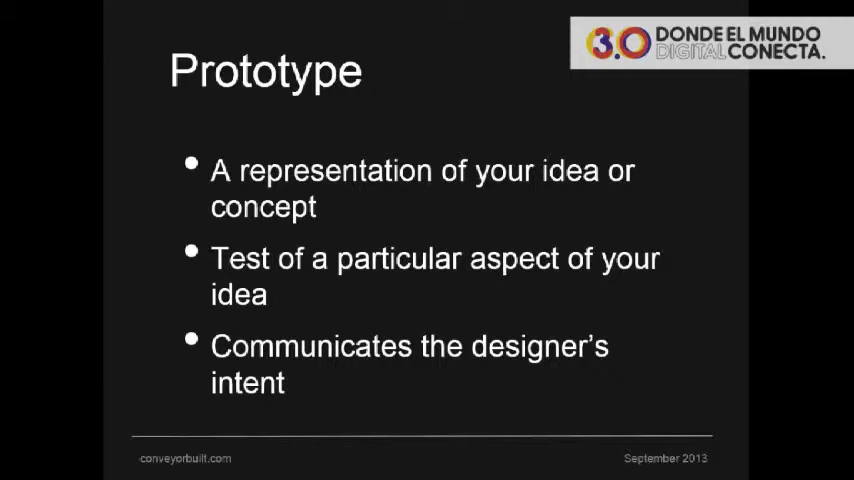 3.0 DONDE EL MUNDO
DIGITAL CONECTA.
Prototype
• A representation of your idea or
concept
• Test of a particular aspect of your
idea
• Communicates the designer's
intent
conveyorbuilt.com September 2013